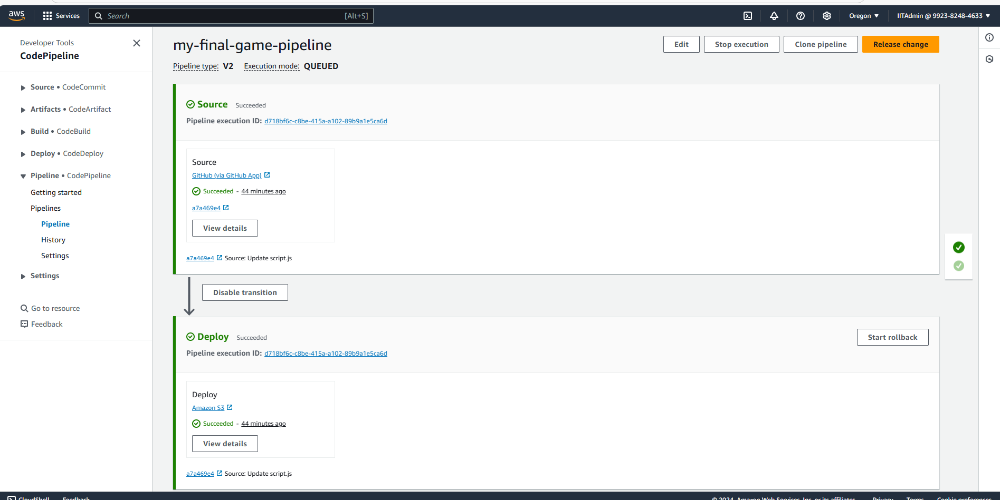 aws
Services
Search
[Alt+S]
Oregon
IITAdmin @ 9923-8248-4633
Developer Tools
CodePipeline
Source • CodeCommit
Artifacts • CodeArtifact
Build • CodeBuild
Deploy • CodeDeploy
Pipeline • CodePipeline
Getting started
Pipelines
Pipeline
History
Settings
Settings
Go to resource
Feedback
my-final-game-pipeline
Edit
Stop execution
Clone pipeline
Release change
Pipeline type: V2 Execution mode: QUEUED
Source Succeeded
Pipeline execution ID: d718bf6c-c8be-415a-a102-89b9a1e5ca6d
Source
GitHub (via GitHub App)
Succeeded - 44 minutes ago
a7a469e4
View details
a7a469e4 Source: Update script.js
Disable transition
Deploy Succeeded
Start rollback
Pipeline execution ID: d718bf6c-c8be-415a-a102-89b9a1e5ca6d
Deploy
Amazon S3
Succeeded - 44 minutes ago
View details
a7a469e4 Source: Update script.js
CloudShell Feedback
© 2024, Amazon Web Services, Inc. or its affiliates. Privacy Terms Cookie preferences